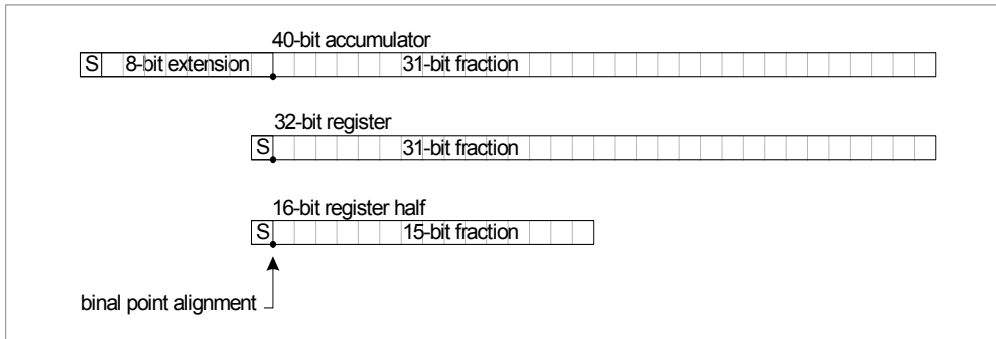 40-bit accumulator
S 8-bit extension 31-bit fraction
32-bit register
S 31-bit fraction
16-bit register half
S 15-bit fraction
binal point alignment